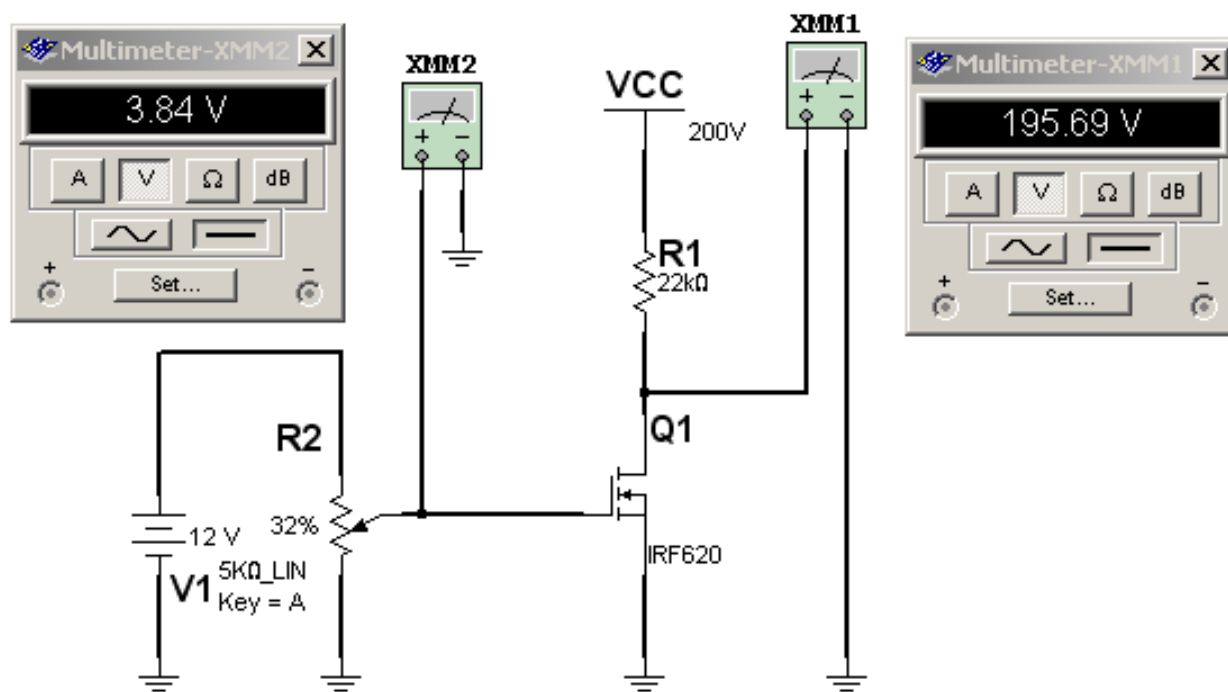 Multimeter-XMM2 X
3.84 V
A V Ω dB
+ −
Set...
XMM2
+ −
VCC
200V
XMM1
+ −
Multimeter-XMM1 X
195.69 V
A V Ω dB
+ −
Set...
R1
22kΩ
Q1
IRF620
R2
32%
12 V
V1
5KΩ_LIN
Key = A